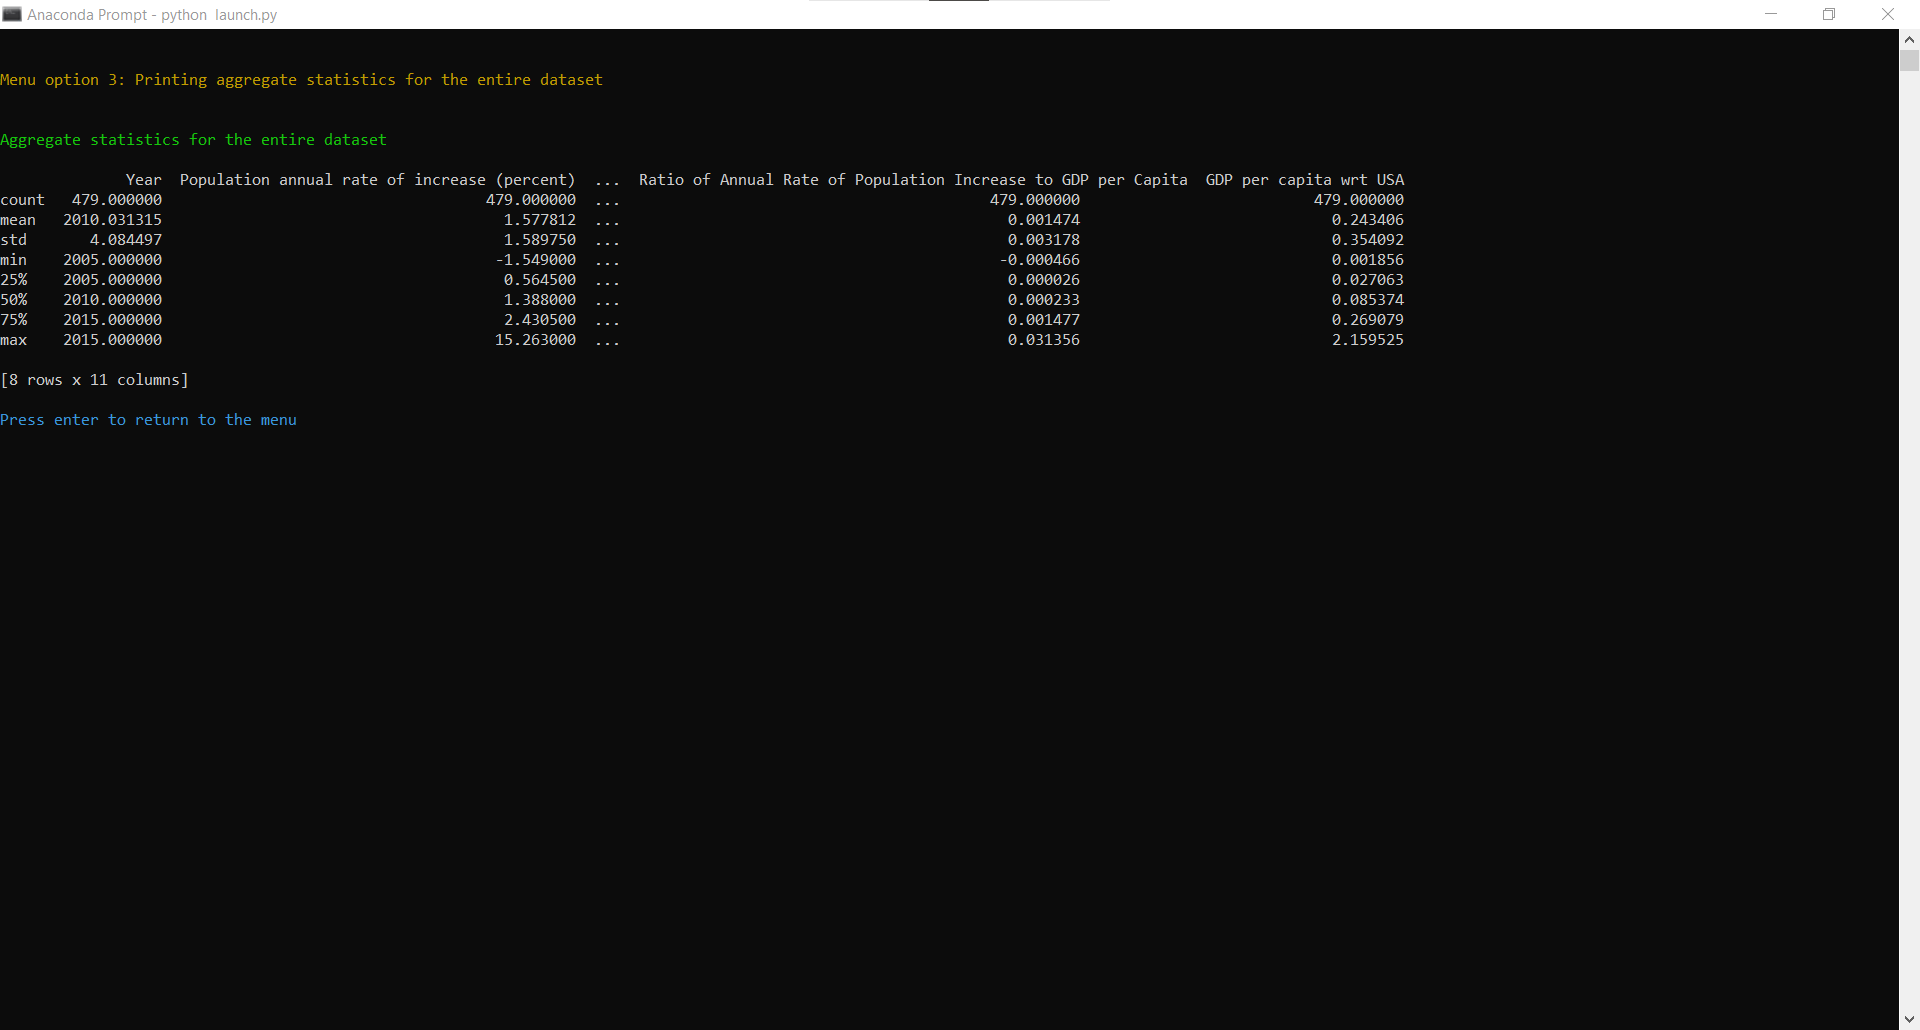 Anaconda Prompt - python  launch.py
Menu option 3: Printing aggregate statistics for the entire dataset
Aggregate statistics for the entire dataset
              Year  Population annual rate of increase (percent)  ...  Ratio of Annual Rate of Population Increase to GDP per Capita  GDP per capita wrt USA
count   479.000000                                    479.000000  ...                                         479.000000                          479.000000
mean   2010.031315                                      1.577812  ...                                           0.001474                            0.243406
std       4.084497                                      1.589750  ...                                           0.003178                            0.354092
min    2005.000000                                     -1.549000  ...                                          -0.000466                            0.001856
25%    2005.000000                                      0.564500  ...                                           0.000026                            0.027063
50%    2010.000000                                      1.388000  ...                                           0.000233                            0.085374
75%    2015.000000                                      2.430500  ...                                           0.001477                            0.269079
max    2015.000000                                     15.263000  ...                                           0.031356                            2.159525
[8 rows x 11 columns]
Press enter to return to the menu